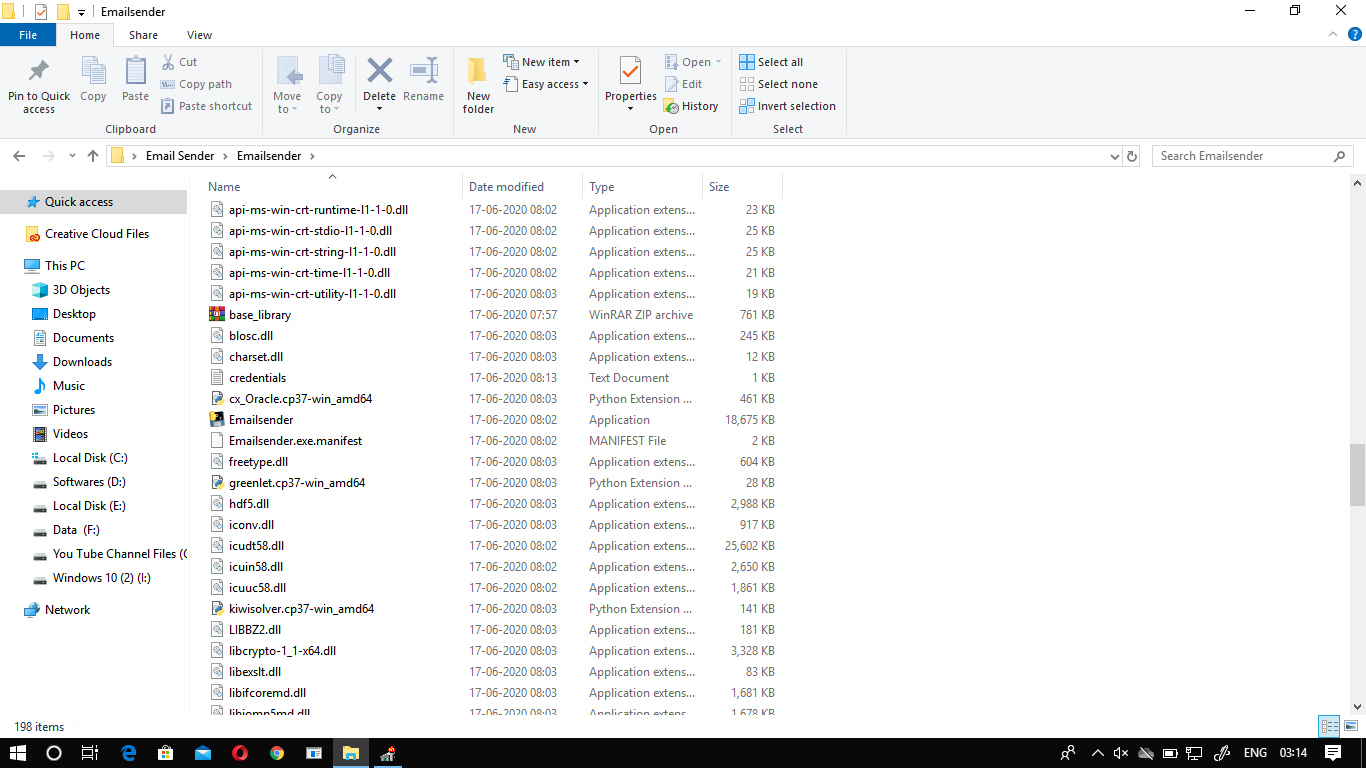 Emailsender
File Home Share View
Pin to Quick access
Copy
Paste
Cut
Copy path
Paste shortcut
Clipboard
Move to
Copy to
Delete
Rename
Organize
New folder
New item
Easy access
New
Properties
Open
Edit
History
Open
Select all
Select none
Invert selection
Select
Email Sender Emailsender
Search Emailsender
Quick access
Creative Cloud Files
This PC
3D Objects
Desktop
Documents
Downloads
Music
Pictures
Videos
Local Disk (C:)
Softwares (D:)
Local Disk (E:)
Data (F:)
You Tube Channel Files (
Windows 10 (2) (I:)
Network
Name Date modified Type Size
api-ms-win-crt-runtime-l1-1-0.dll 17-06-2020 08:02 Application extens... 23 KB
api-ms-win-crt-stdio-l1-1-0.dll 17-06-2020 08:02 Application extens... 25 KB
api-ms-win-crt-string-l1-1-0.dll 17-06-2020 08:02 Application extens... 25 KB
api-ms-win-crt-time-l1-1-0.dll 17-06-2020 08:02 Application extens... 21 KB
api-ms-win-crt-utility-l1-1-0.dll 17-06-2020 08:03 Application extens... 19 KB
base_library 17-06-2020 07:57 WinRAR ZIP archive 761 KB
blosc.dll 17-06-2020 08:03 Application extens... 245 KB
charset.dll 17-06-2020 08:03 Application extens... 12 KB
credentials 17-06-2020 08:13 Text Document 1 KB
cx_Oracle.cp37-win_amd64 17-06-2020 08:03 Python Extension ... 461 KB
Emailsender 17-06-2020 08:02 Application 18,675 KB
Emailsender.exe.manifest 17-06-2020 08:02 MANIFEST File 2 KB
freetype.dll 17-06-2020 08:03 Application extens... 604 KB
greenlet.cp37-win_amd64 17-06-2020 08:03 Python Extension ... 28 KB
hdf5.dll 17-06-2020 08:03 Application extens... 2,988 KB
iconv.dll 17-06-2020 08:03 Application extens... 917 KB
icudt58.dll 17-06-2020 08:02 Application extens... 25,602 KB
icuin58.dll 17-06-2020 08:02 Application extens... 2,650 KB
icuuc58.dll 17-06-2020 08:02 Application extens... 1,861 KB
kiwisolver.cp37-win_amd64 17-06-2020 08:03 Python Extension ... 141 KB
LIBBZ2.dll 17-06-2020 08:03 Application extens... 181 KB
libcrypto-1_1-x64.dll 17-06-2020 08:03 Application extens... 3,328 KB
libexslt.dll 17-06-2020 08:03 Application extens... 83 KB
libifcoremd.dll 17-06-2020 08:03 Application extens... 1,681 KB
libiomp5md.dll 17-06-2020 08:03 Application extens... 1,678 KB
198 items
ENG 03:14